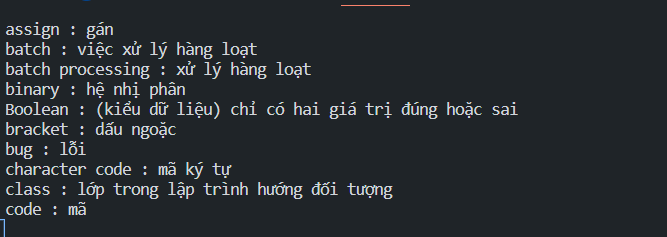 assign : gán
batch : việc xử lý hàng loạt
batch processing : xử lý hàng loạt
binary : hệ nhị phân
Boolean : (kiểu dữ liệu) chỉ có hai giá trị đúng hoặc sai
bracket : dấu ngoặc
bug : lỗi
character code : mã ký tự
class : lớp trong lập trình hướng đối tượng
code : mã